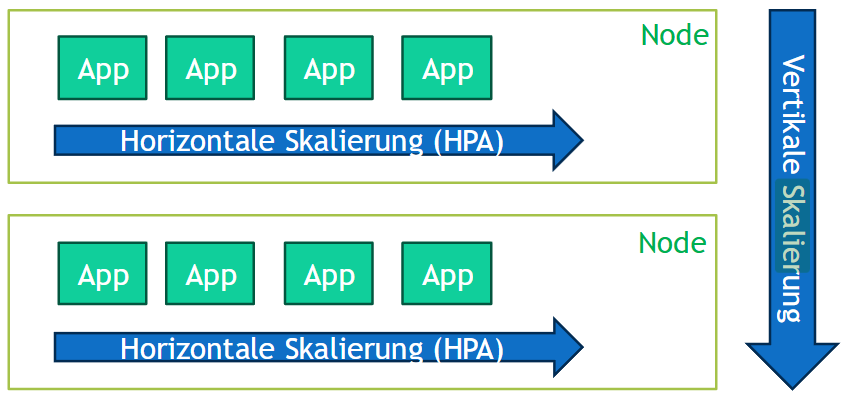 Node
App App App App
Horizontale Skalierung (HPA)
Node
App App App App
Horizontale Skalierung (HPA)
Vertikale Skalierung